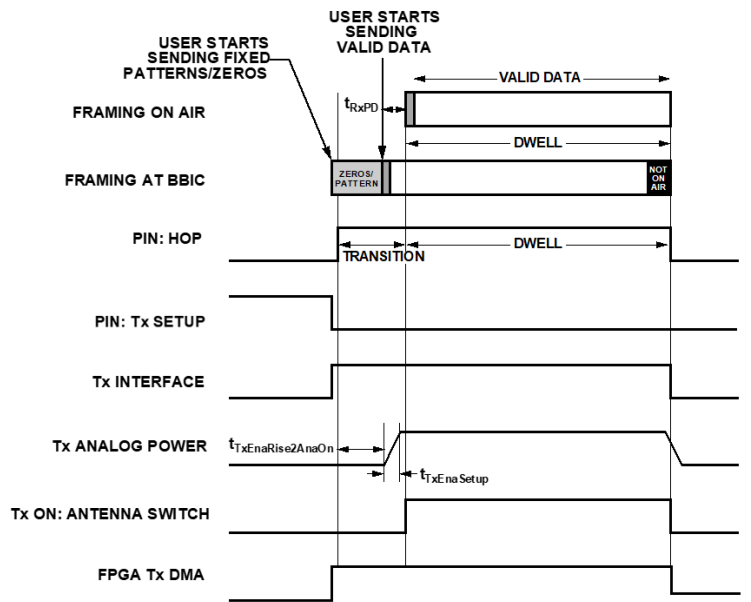 USER STARTS
SENDING
VALID DATA
USER STARTS
SENDING FIXED
PATTERNS/ZEROS
VALID DATA
tRxPD
FRAMING ON AIR
DWELL
FRAMING AT BBIC
ZEROS/
PATTERN
NOT
ON
AIR
PIN: HOP
DWELL
TRANSITION
PIN: Tx SETUP
Tx INTERFACE
Tx ANALOG POWER
tTxEnaRise2AnaOn
tTxEnaSetup
Tx ON: ANTENNA SWITCH
FPGA Tx DMA